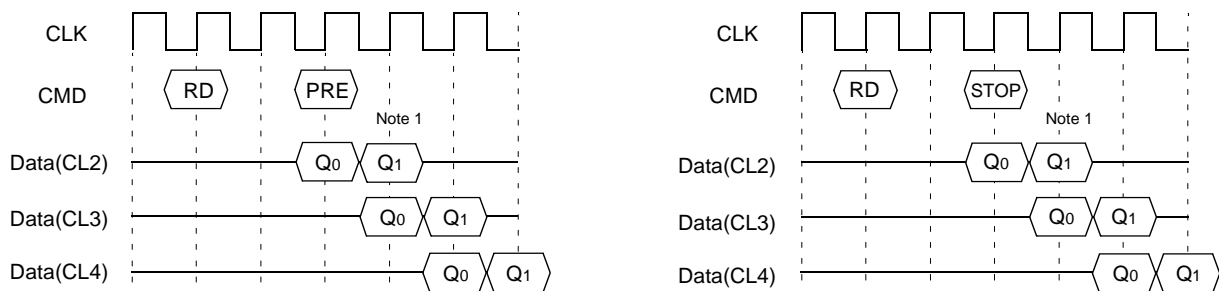 CLK
CMD
RD
PRE
Note 1
Data(CL2)
Q0
Q1
Data(CL3)
Q0
Q1
Data(CL4)
Q0
Q1
CLK
CMD
RD
STOP
Note 1
Data(CL2)
Q0
Q1
Data(CL3)
Q0
Q1
Data(CL4)
Q0
Q1